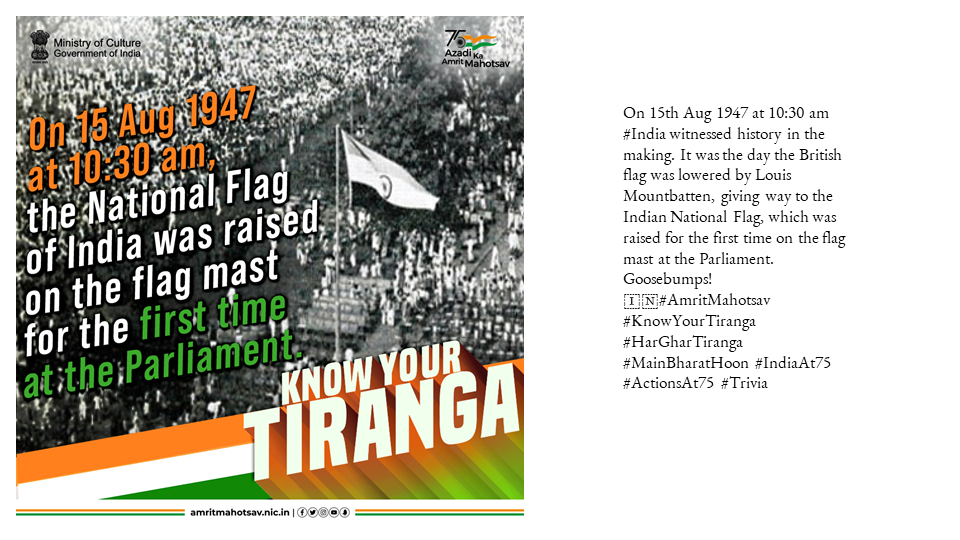 Ministry of Culture
Government of India
75
Azadi Ka
Amrit Mahotsav
On 15 Aug 1947
at 10:30 am,
the National Flag
of India was raised
on the flag mast
for the first time
at the Parliament.
KNOW YOUR
TIRANGA
amritmahotsav.nic.in |
On 15th Aug 1947 at 10:30 am
#India witnessed history in the
making. It was the day the British
flag was lowered by Louis
Mountbatten, giving way to the
Indian National Flag, which was
raised for the first time on the flag
mast at the Parliament.
Goosebumps!
🇮🇳#AmritMahotsav
#KnowYourTiranga
#HarGharTiranga
#MainBharatHoon #IndiaAt75
#ActionsAt75 #Trivia